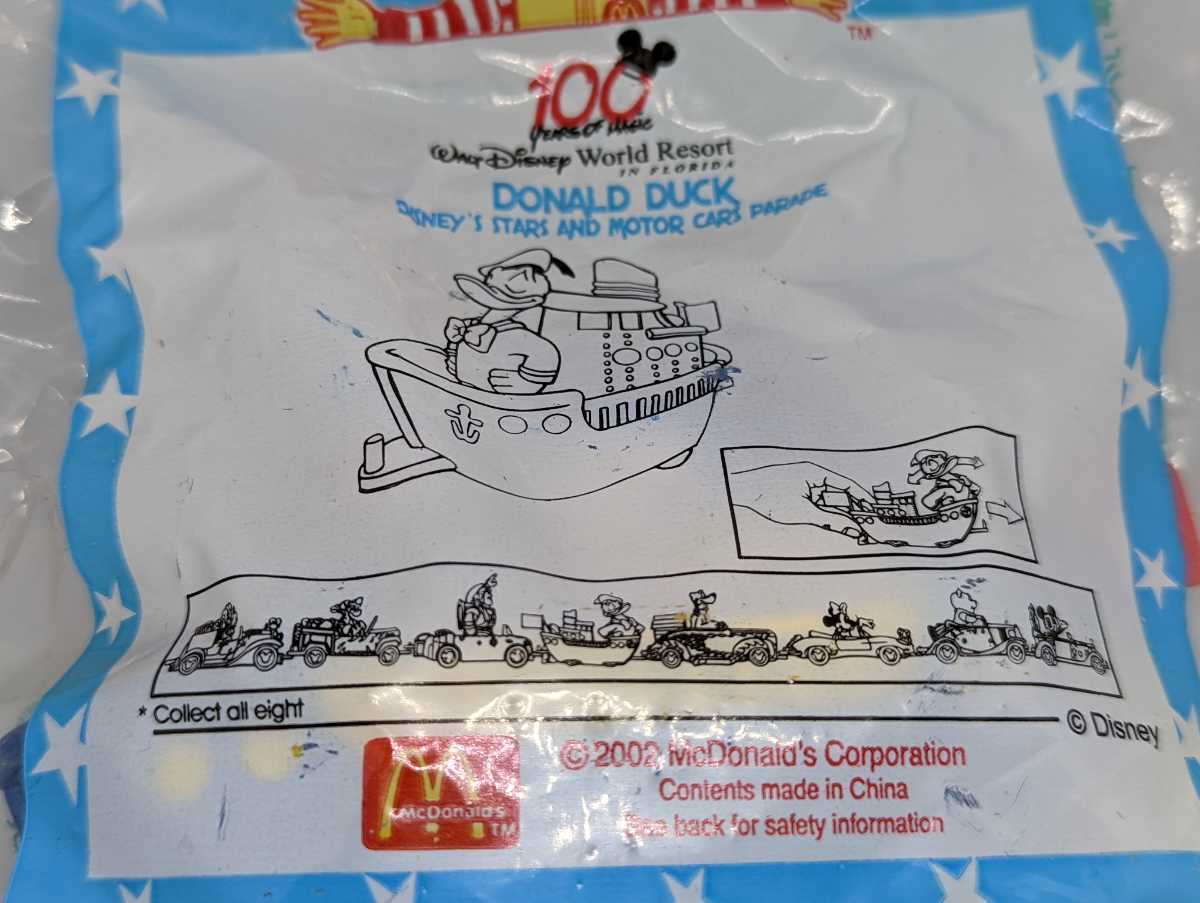 TM
100
YEARS OF MAGIC
Walt Disney World Resort
IN FLORIDA
DONALD DUCK
DISNEY'S STARS AND MOTOR CARS PARADE
* Collect all eight
© Disney
McDonald's
TM
© 2002 McDonald's Corporation
Contents made in China
See back for safety information